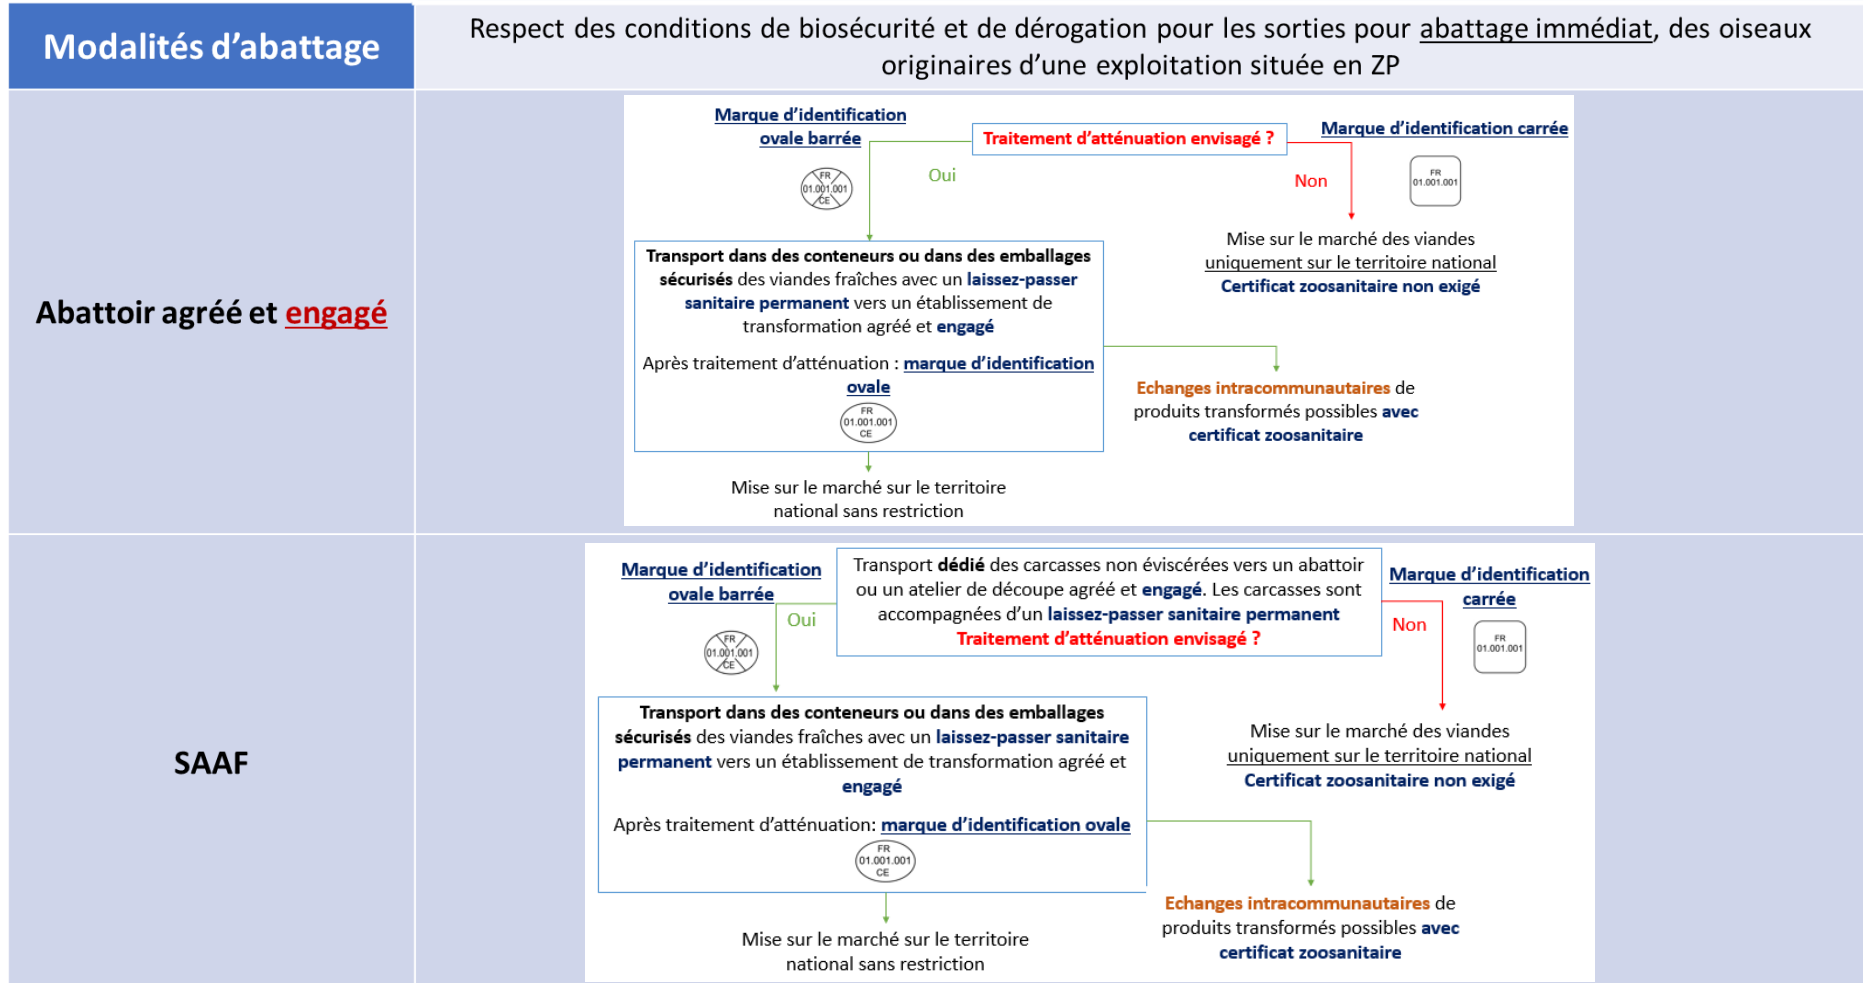 Modalités d’abattage
Respect des conditions de biosécurité et de dérogation pour les sorties pour abattage immédiat, des oiseaux
originaires d’une exploitation située en ZP
Abattoir agréé et engagé
Marque d’identification
ovale barrée
Traitement d’atténuation envisagé ?
Marque d’identification carrée
FR
01.001.001
CE
Oui
Non
FR
01.001.001
Transport dans des conteneurs ou dans des emballages
sécurisés des viandes fraîches avec un laissez-passer
sanitaire permanent vers un établissement de
transformation agréé et engagé
Après traitement d’atténuation : marque d’identification
ovale
FR
01.001.001
CE
Mise sur le marché des viandes
uniquement sur le territoire national
Certificat zoosanitaire non exigé
Echanges intracommunautaires de
produits transformés possibles avec
certificat zoosanitaire
Mise sur le marché sur le territoire
national sans restriction
SAAF
Marque d’identification
ovale barrée
Transport dédié des carcasses non éviscérées vers un abattoir
ou un atelier de découpe agréé et engagé. Les carcasses sont
accompagnées d’un laissez-passer sanitaire permanent
Traitement d’atténuation envisagé ?
Marque d’identification
carrée
Oui
Non
FR
01.001.001
CE
FR
01.001.001
Transport dans des conteneurs ou dans des emballages
sécurisés des viandes fraîches avec un laissez-passer sanitaire
permanent vers un établissement de transformation agréé et
engagé
Après traitement d’atténuation: marque d’identification ovale
FR
01.001.001
CE
Mise sur le marché des viandes
uniquement sur le territoire national
Certificat zoosanitaire non exigé
Echanges intracommunautaires de
produits transformés possibles avec
certificat zoosanitaire
Mise sur le marché sur le territoire
national sans restriction